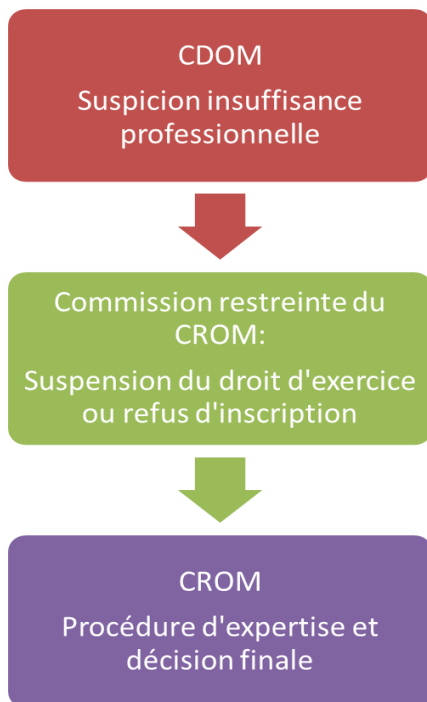 CDOM
Suspicion insuffisance
professionnelle
Commission restreinte du
CROM:
Suspension du droit d'exercice
ou refus d'inscription
CROM
Procédure d'expertise et
décision finale